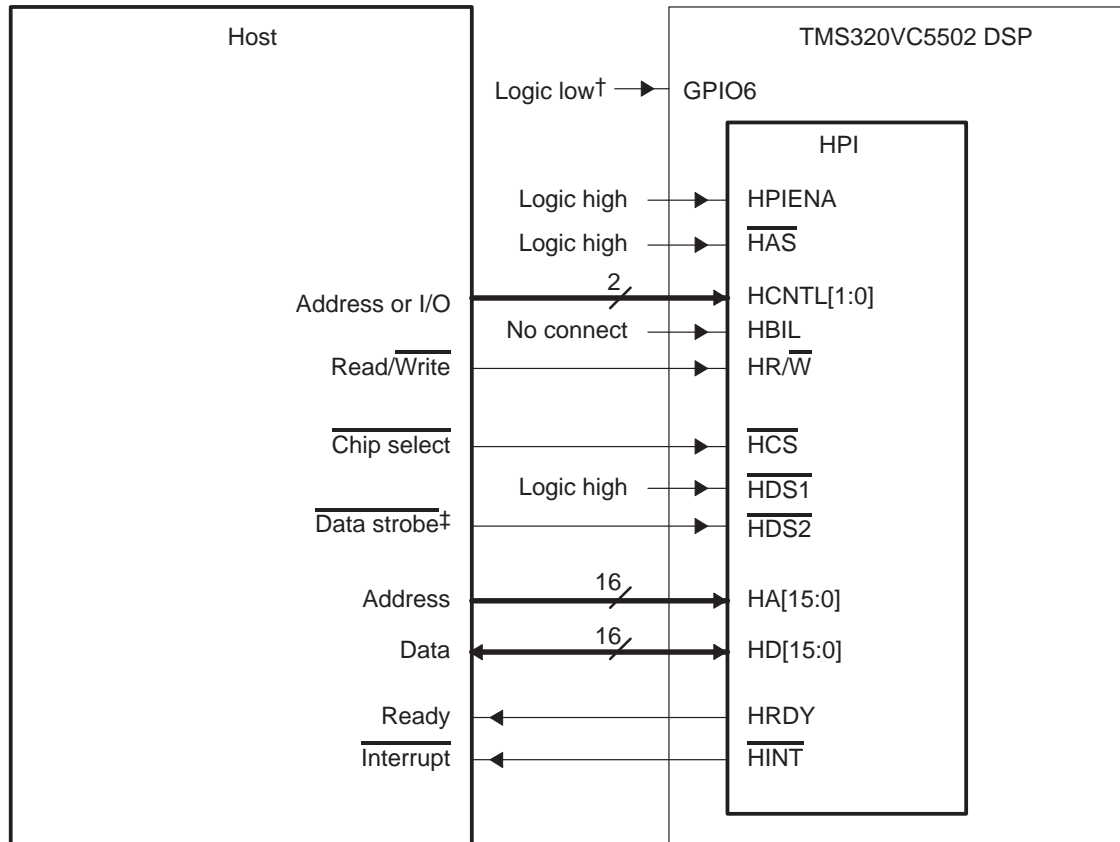 Host
TMS320VC5502 DSP
Logic low†
GPIO6
HPI
Logic high
HPIENA
Logic high
HAS
Address or I/O
2
HCNTL[1:0]
No connect
HBIL
Read/Write
HR/W
Chip select
HCS
Logic high
HDS1
Data strobe‡
HDS2
Address
16
HA[15:0]
Data
16
HD[15:0]
Ready
HRDY
Interrupt
HINT